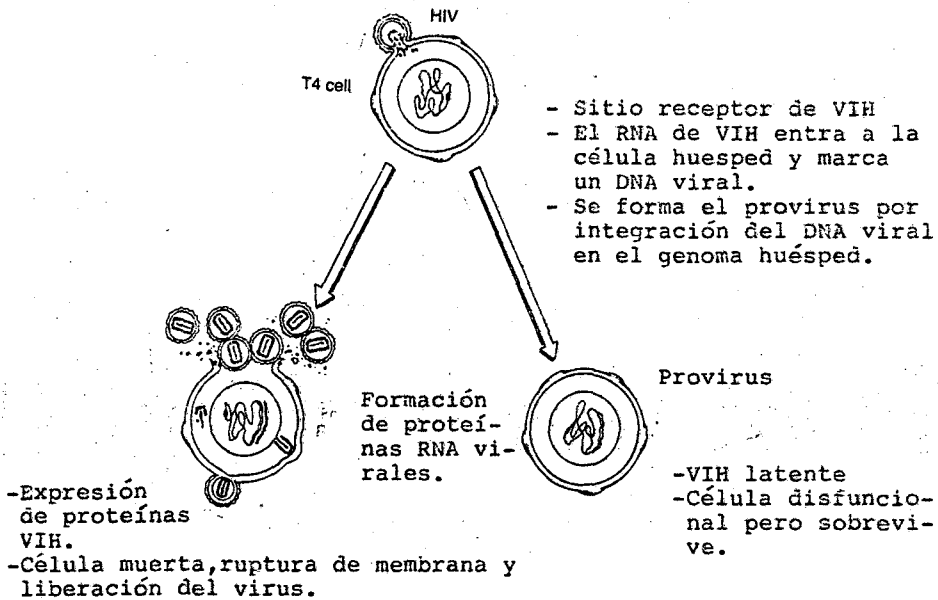 HIV
T4 cell
- Sitio receptor de VIH
- El RNA de VIH entra a la
célula huesped y marca
un DNA viral.
- Se forma el provirus por
integración del DNA viral
en el genoma huésped.
Formación
de proteí-
nas RNA vi-
rales.
Provirus
-VIH latente
-Célula disfuncio-
nal pero sobrevi-
ve.
-Expresión
de proteínas
VIH.
-Célula muerta,ruptura de membrana y
liberación del virus.